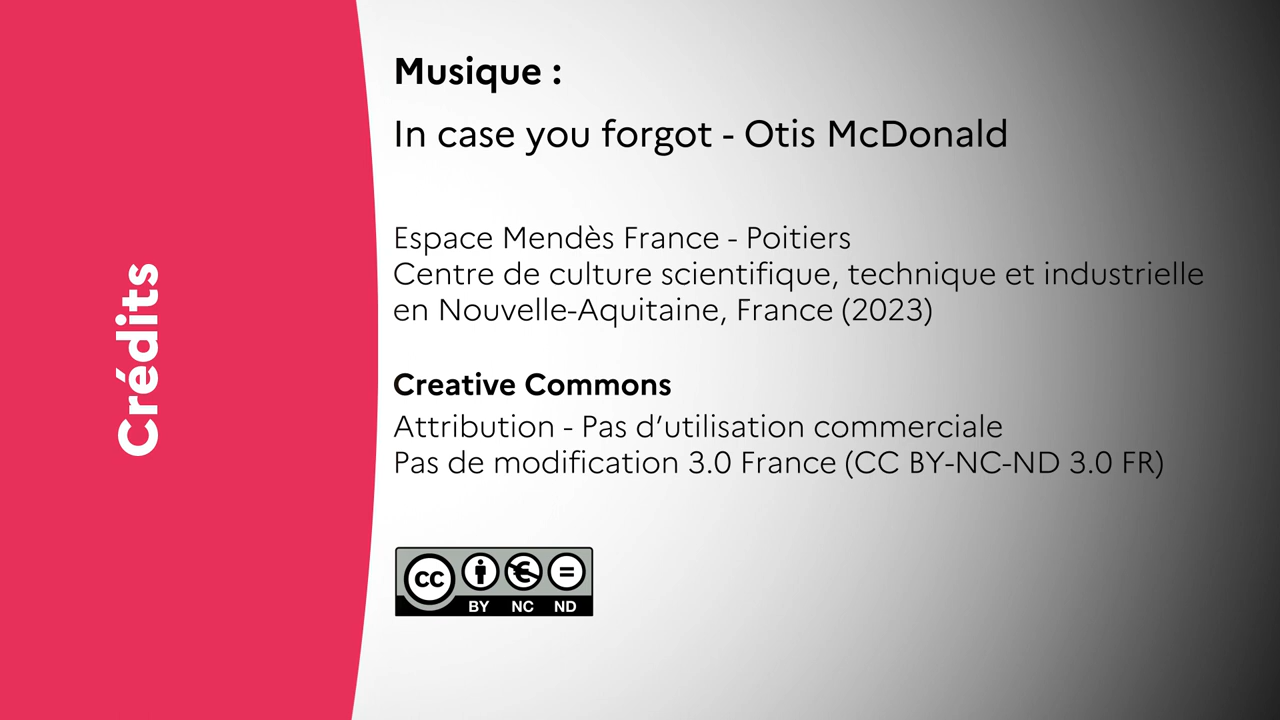 Crédits
Musique :
In case you forgot - Otis McDonald
Espace Mendès France - Poitiers
Centre de culture scientifique, technique et industrielle
en Nouvelle-Aquitaine, France (2023)
Creative Commons
Attribution - Pas d’utilisation commerciale
Pas de modification 3.0 France (CC BY-NC-ND 3.0 FR)
cc
BY NC ND